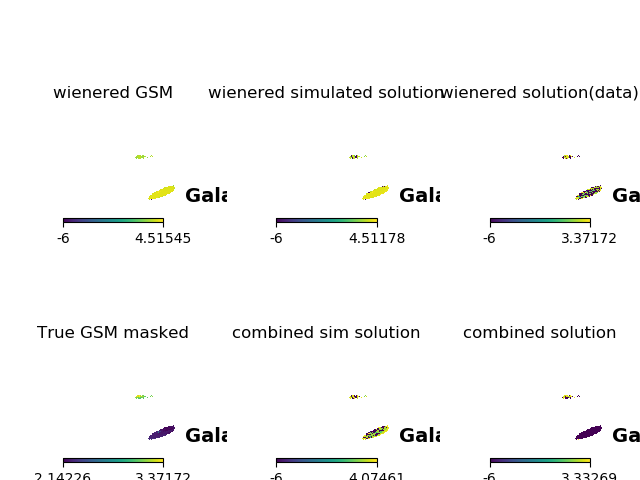 wienered GSM
wienered simulated solution
wienered solution(data)
Gala
Gala
Ga
-6 4.51545
-6 4.51178
-6 3.37172
True GSM masked
combined sim solution
combined solution
Gala
Gala
Ga
2.14226 3.37172
-6 4.07461
-6 3.33269